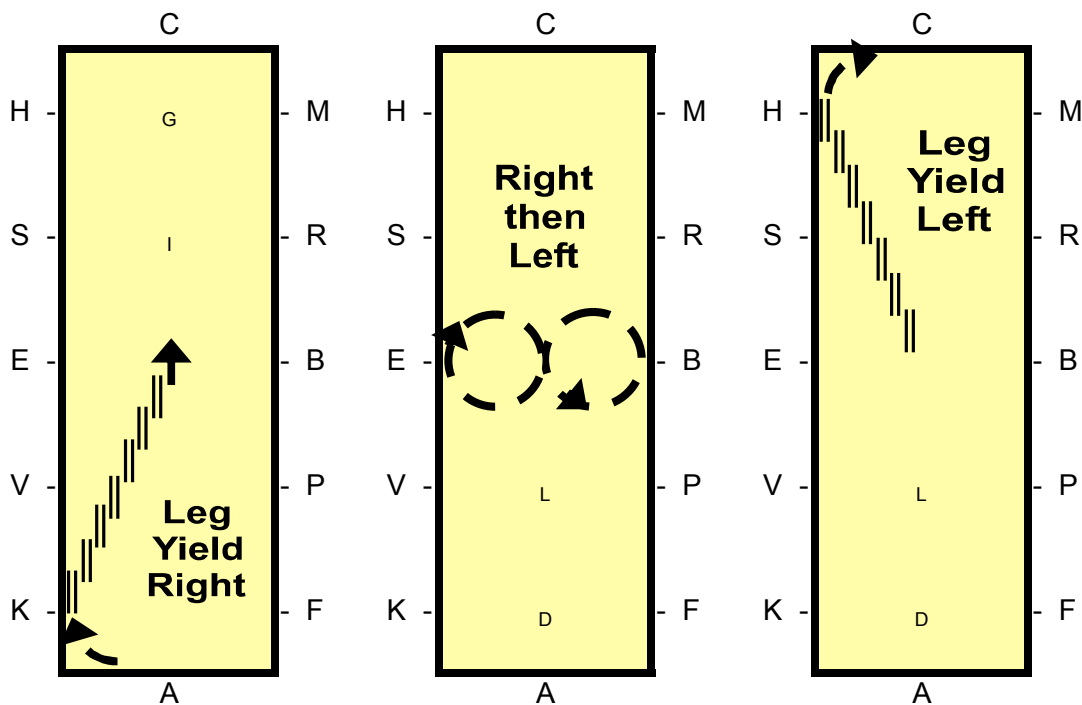 C
H - - M
G
S - - R
I
E - - B
V - - P
Leg
Yield
Right
K - - F
A
C
H - - M
Right
then
Left
S - - R
E - - B
V - - P
L
K - - F
D
A
C
H - - M
Leg
Yield
Left
S - - R
E - - B
V - - P
L
K - - F
D
A